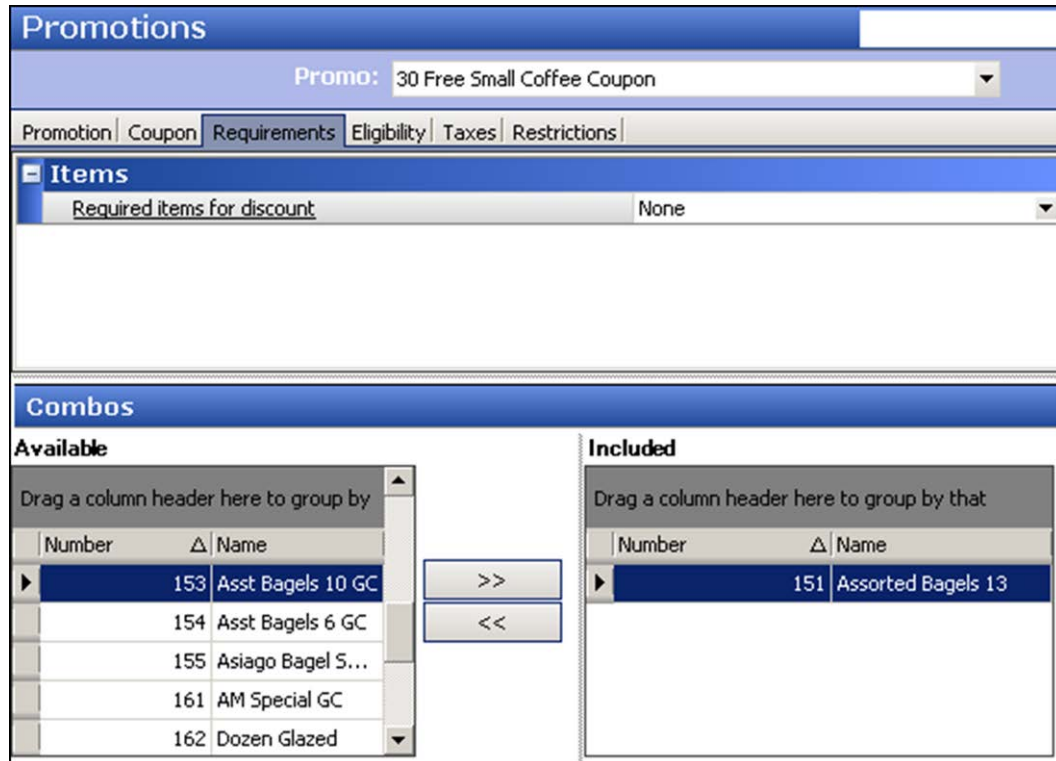 Promotions
Promo: 30 Free Small Coffee Coupon
Promotion Coupon Requirements Eligibility Taxes Restrictions
Items
Required items for discount None
Combos
Available Included
Drag a column header here to group by Drag a column header here to group by that
Number Name Number Name
153 Asst Bagels 10 GC >> 151 Assorted Bagels 13
154 Asst Bagels 6 GC <<
155 Asiago Bagel S...
161 AM Special GC
162 Dozen Glazed